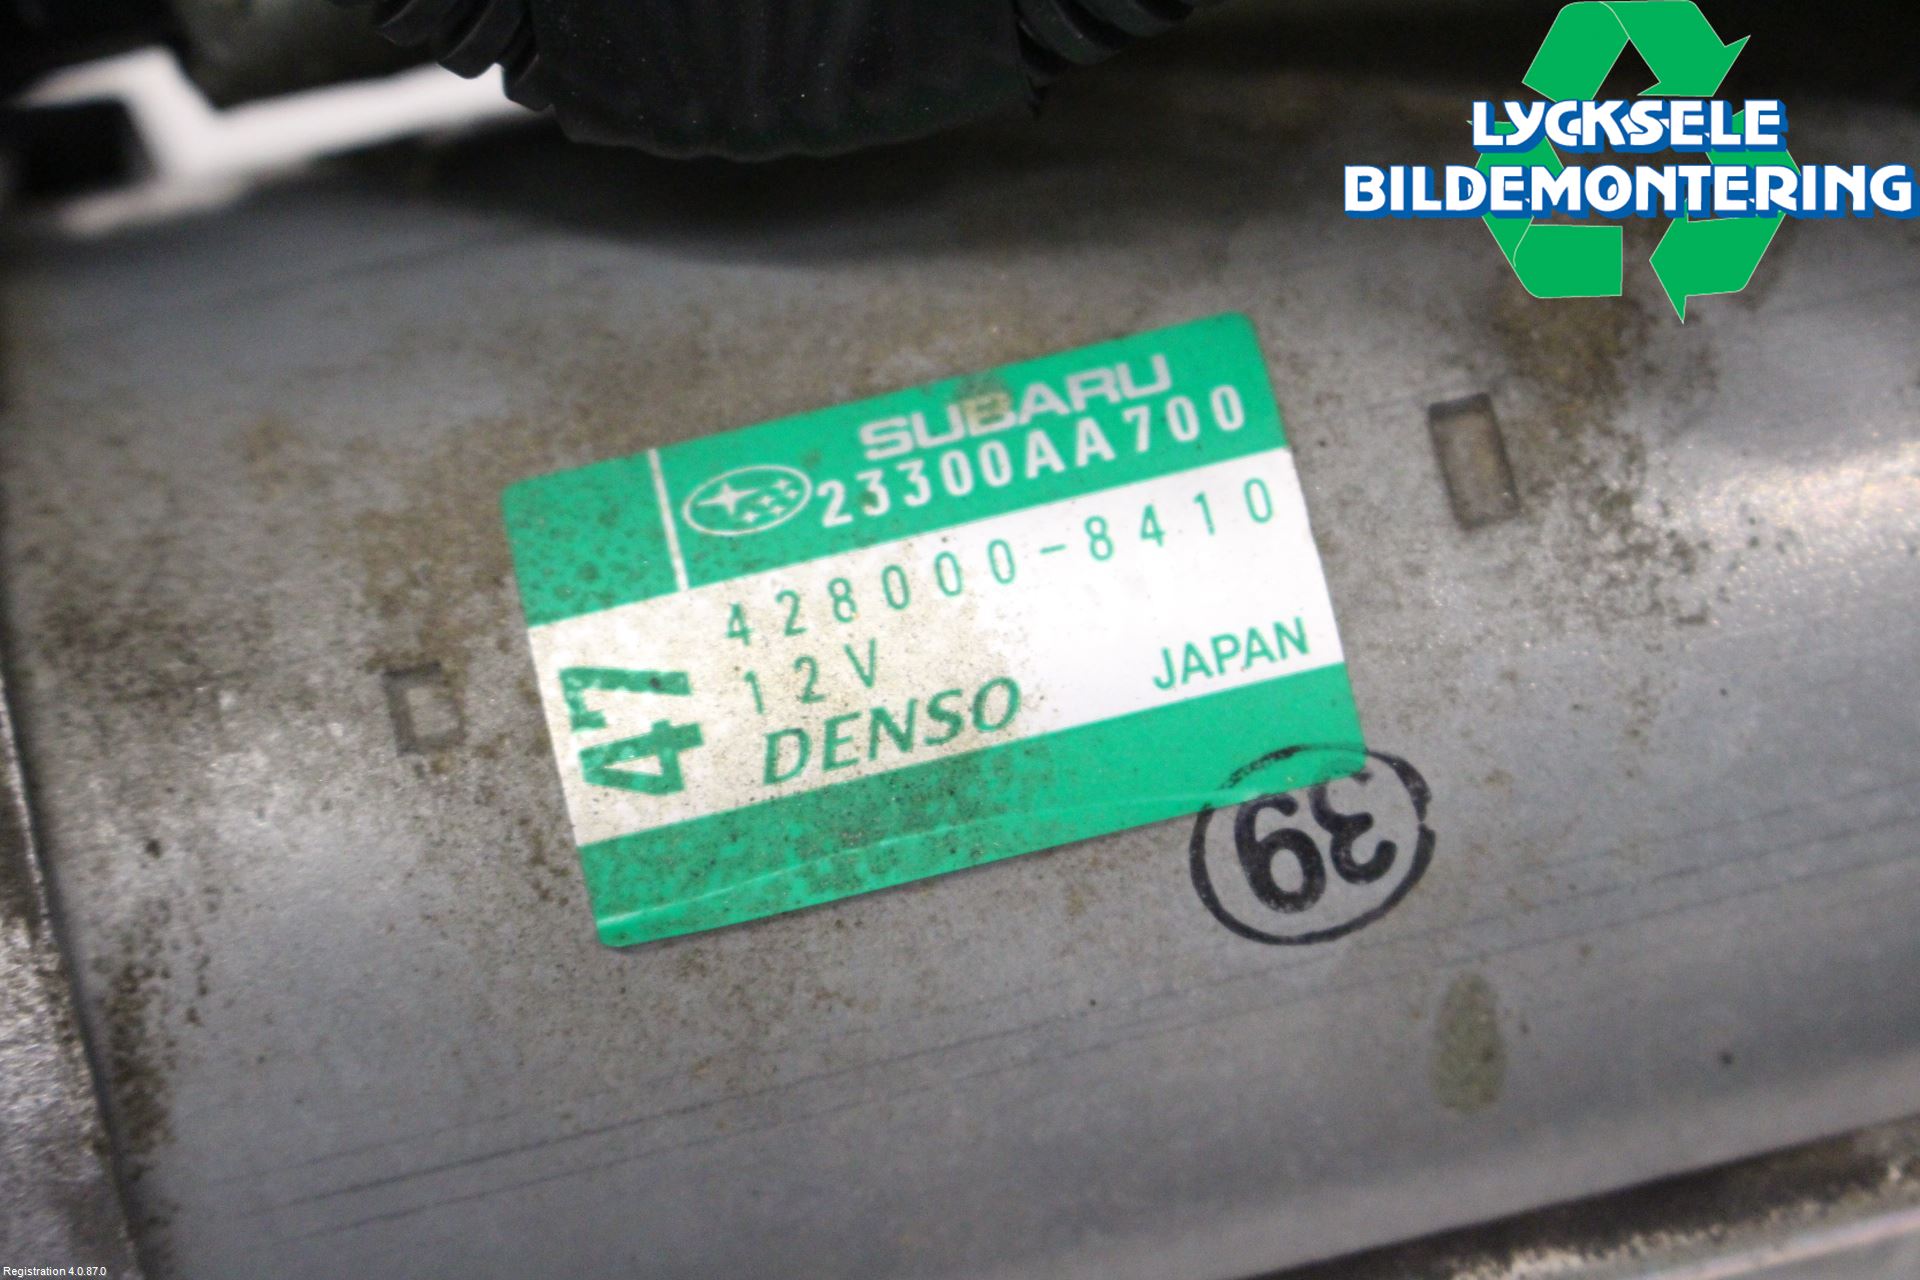 LYCKSELE
BILDEMONTERING
SUBARU
23300AA700
428000-8410
12V
47
DENSO
JAPAN
39
Registration 4.0.87.0